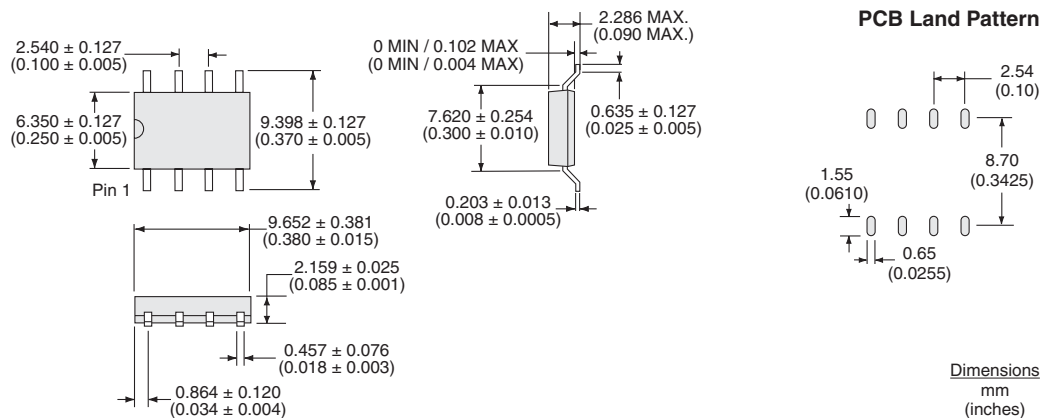 2.540 ± 0.127
(0.100 ± 0.005)
6.350 ± 0.127
(0.250 ± 0.005)
9.398 ± 0.127
(0.370 ± 0.005)
Pin 1
9.652 ± 0.381
(0.380 ± 0.015)
2.159 ± 0.025
(0.085 ± 0.001)
0.457 ± 0.076
(0.018 ± 0.003)
0.864 ± 0.120
(0.034 ± 0.004)
2.286 MAX.
(0.090 MAX.)
0 MIN / 0.102 MAX
(0 MIN / 0.004 MAX)
7.620 ± 0.254
(0.300 ± 0.010)
0.635 ± 0.127
(0.025 ± 0.005)
0.203 ± 0.013
(0.008 ± 0.0005)
PCB Land Pattern
2.54
(0.10)
8.70
(0.3425)
1.55
(0.0610)
0.65
(0.0255)
Dimensions
mm
(inches)